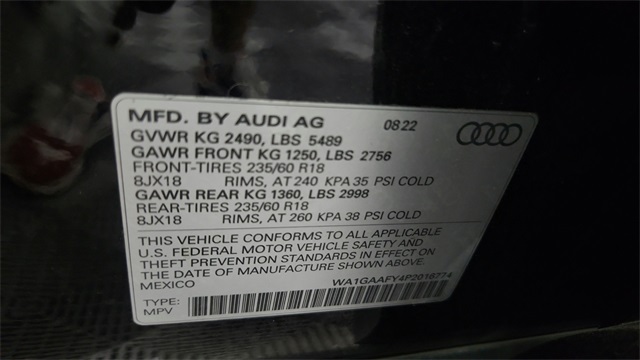 MFD. BY AUDI AG 08/22
GVWR KG 2490, LBS 5489
GAWR FRONT KG 1250, LBS 2756
FRONT-TIRES 235/60 R18
8JX18 RIMS, AT 240 KPA 35 PSI COLD
GAWR REAR KG 1360, LBS 2998
REAR-TIRES 235/60 R18
8JX18 RIMS, AT 260 KPA 38 PSI COLD
THIS VEHICLE CONFORMS TO ALL APPLICABLE
U.S. FEDERAL MOTOR VEHICLE SAFETY AND
THEFT PREVENTION STANDARDS IN EFFECT ON
THE DATE OF MANUFACTURE SHOWN ABOVE.
MEXICO WA1GAAFY4P2016774
TYPE:
MPV